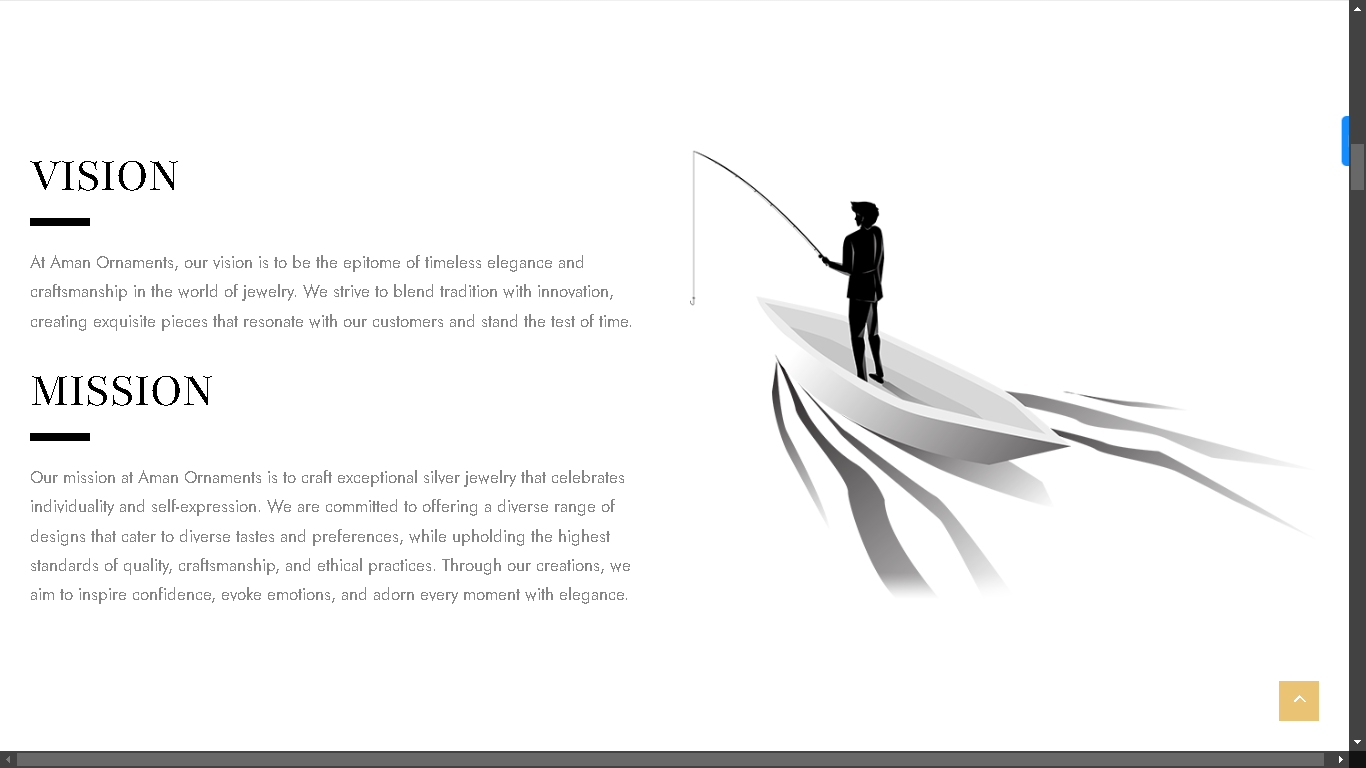 VISION
At Aman Ornaments, our vision is to be the epitome of timeless elegance and
craftsmanship in the world of jewelry. We strive to blend tradition with innovation,
creating exquisite pieces that resonate with our customers and stand the test of time.
MISSION
Our mission at Aman Ornaments is to craft exceptional silver jewelry that celebrates
individuality and self-expression. We are committed to offering a diverse range of
designs that cater to diverse tastes and preferences, while upholding the highest
standards of quality, craftsmanship, and ethical practices. Through our creations, we
aim to inspire confidence, evoke emotions, and adorn every moment with elegance.